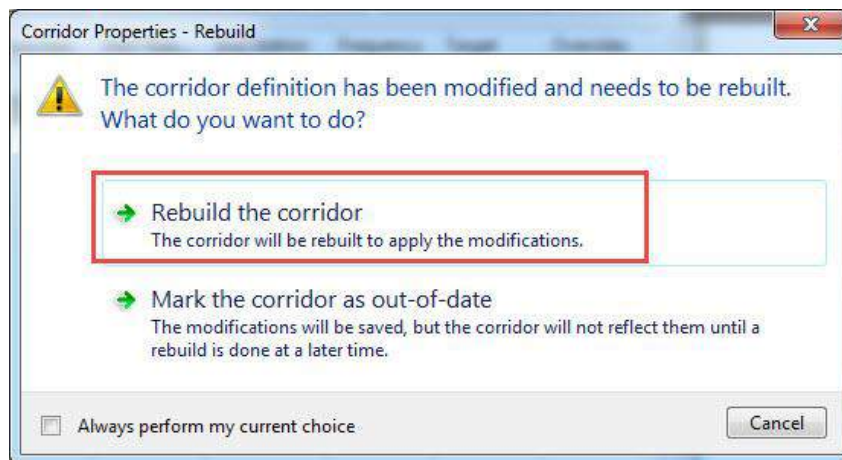 Corridor Properties - Rebuild
The corridor definition has been modified and needs to be rebuilt.
What do you want to do?
Rebuild the corridor
The corridor will be rebuilt to apply the modifications.
Mark the corridor as out-of-date
The modifications will be saved, but the corridor will not reflect them until a
rebuild is done at a later time.
Always perform my current choice
Cancel